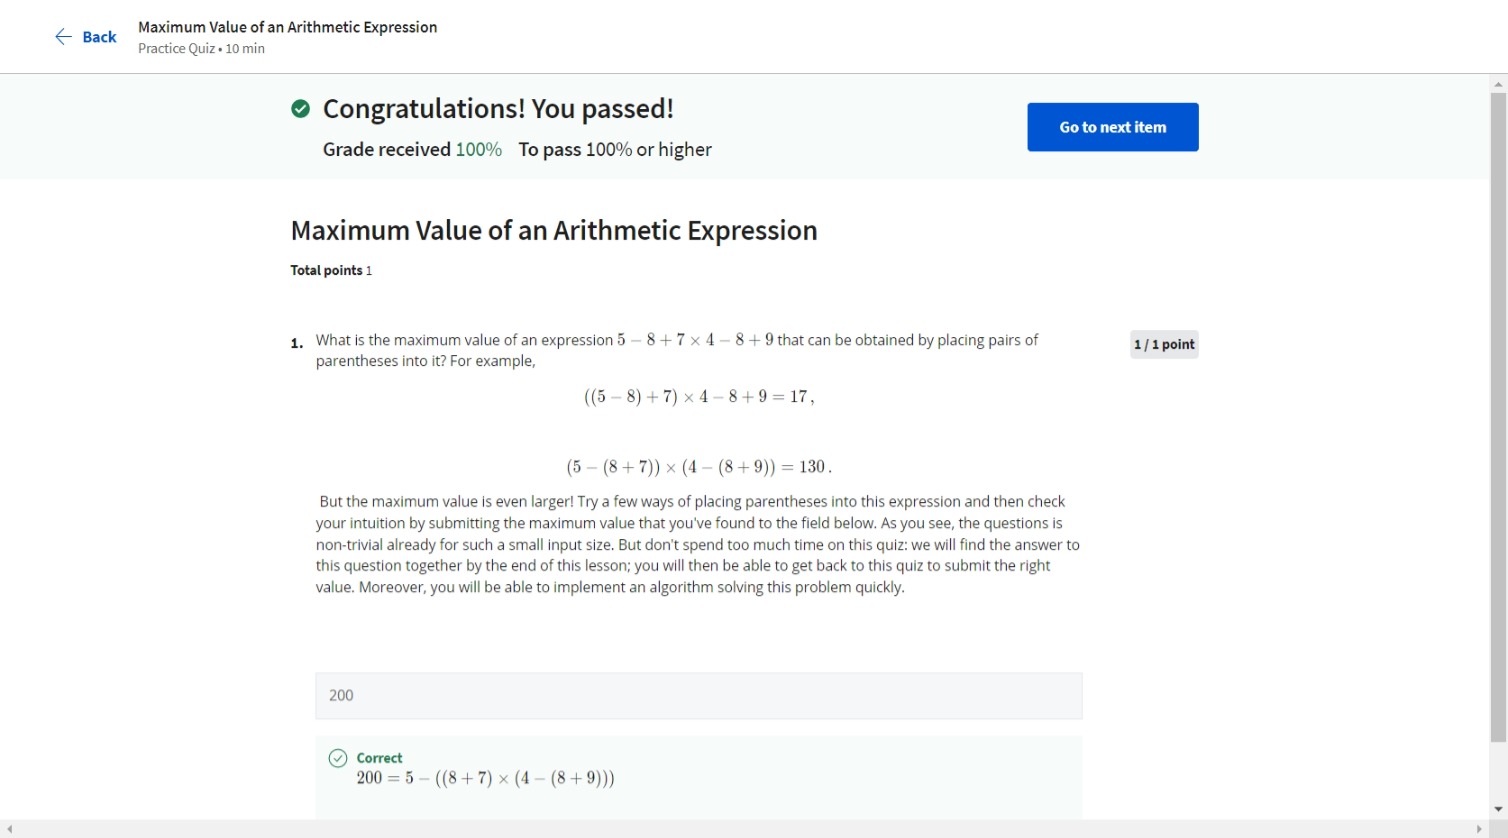 Back
Maximum Value of an Arithmetic Expression
Practice Quiz • 10 min
Congratulations! You passed!
Grade received 100% To pass 100% or higher
Go to next item
Maximum Value of an Arithmetic Expression
Total points 1
1. What is the maximum value of an expression 5 − 8 + 7 × 4 − 8 + 9 that can be obtained by placing pairs of
parentheses into it? For example,
1 / 1 point
((5 − 8) + 7) × 4 − 8 + 9 = 17,
(5 − (8 + 7)) × (4 − (8 + 9)) = 130.
But the maximum value is even larger! Try a few ways of placing parentheses into this expression and then check
your intuition by submitting the maximum value that you've found to the field below. As you see, the questions is
non-trivial already for such a small input size. But don't spend too much time on this quiz: we will find the answer to
this question together by the end of this lesson; you will then be able to get back to this quiz to submit the right
value. Moreover, you will be able to implement an algorithm solving this problem quickly.
200
Correct
200 = 5 − ((8 + 7) × (4 − (8 + 9)))